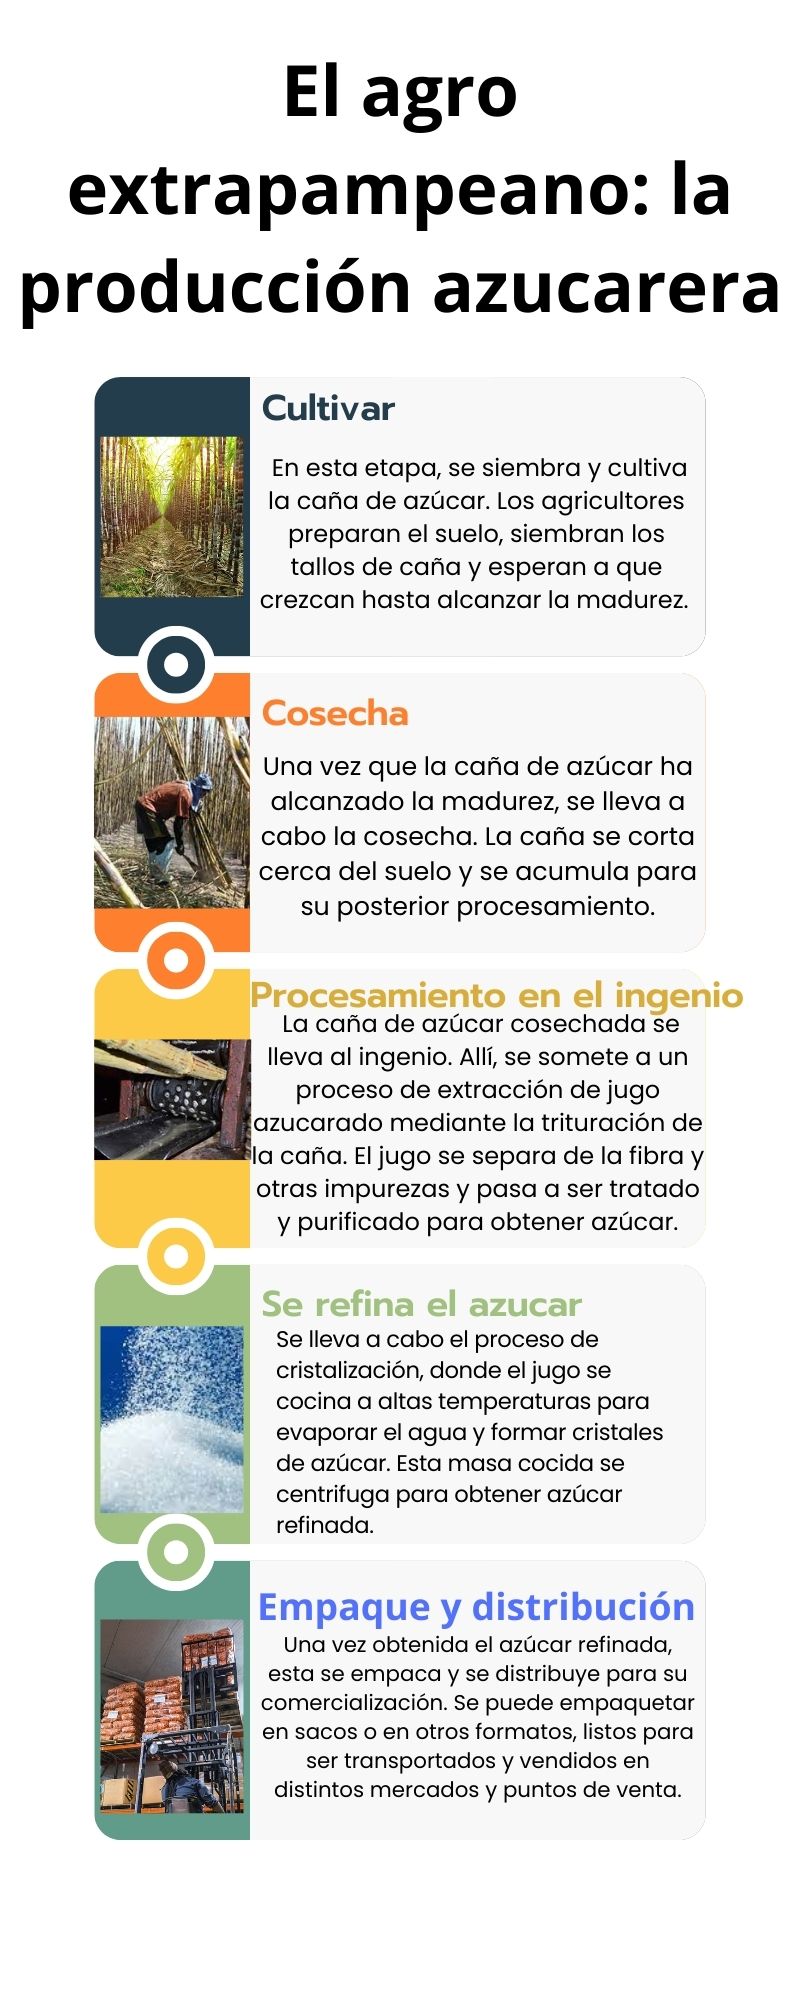 El agro
extrapampeano: la
producción azucarera
Cultivar
En esta etapa, se siembra y cultiva
la caña de azúcar. Los agricultores
preparan el suelo, siembran los
tallos de caña y esperan a que
crezcan hasta alcanzar la madurez.
Cosecha
Una vez que la caña de azúcar ha
alcanzado la madurez, se lleva a
cabo la cosecha. La caña se corta
cerca del suelo y se acumula para
su posterior procesamiento.
Procesamiento en el ingenio
La caña de azúcar cosechada se
lleva al ingenio. Allí, se somete a un
proceso de extracción de jugo
azucarado mediante la trituración de
la caña. El jugo se separa de la fibra y
otras impurezas y pasa a ser tratado
y purificado para obtener azúcar.
Se refina el azucar
Se lleva a cabo el proceso de
cristalización, donde el jugo se
cocina a altas temperaturas para
evaporar el agua y formar cristales
de azúcar. Esta masa cocida se
centrifuga para obtener azúcar
refinada.
Empaque y distribución
Una vez obtenida el azúcar refinada,
esta se empaca y se distribuye para su
comercialización. Se puede empaquetar
en sacos o en otros formatos, listos para
ser transportados y vendidos en
distintos mercados y puntos de venta.